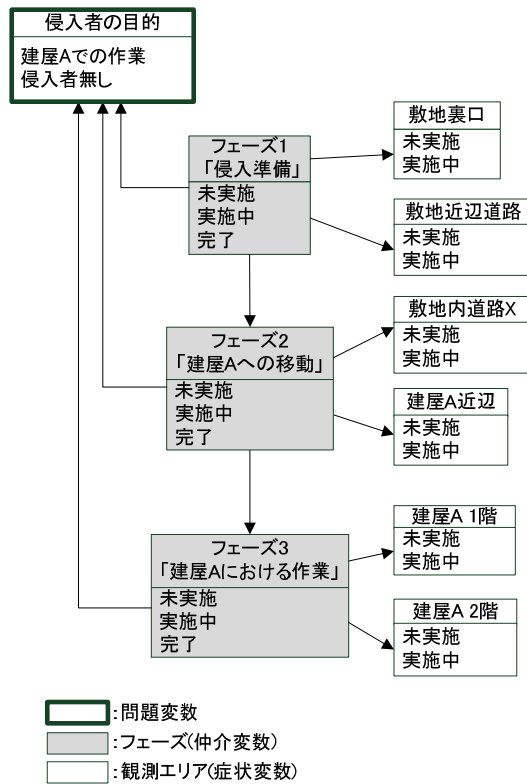 侵入者の目的
建屋Aでの作業
侵入者無し
フェーズ1
「侵入準備」
未実施
実施中
完了
敷地裏口
未実施
実施中
敷地近辺道路
未実施
実施中
フェーズ2
「建屋Aへの移動」
未実施
実施中
完了
敷地内道路X
未実施
実施中
建屋A近辺
未実施
実施中
フェーズ3
「建屋Aにおける作業」
未実施
実施中
完了
建屋A 1階
未実施
実施中
建屋A 2階
未実施
実施中
:問題変数
:フェーズ(仲介変数)
:観測エリア(症状変数)